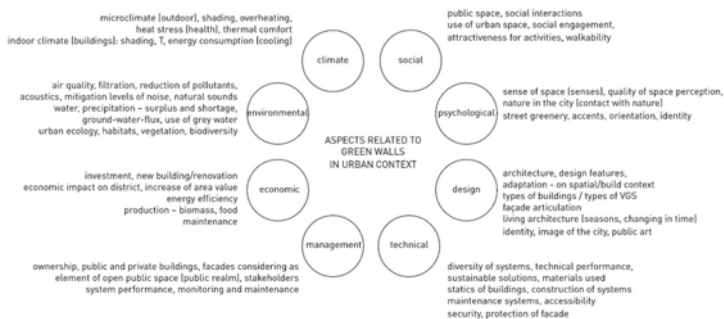 microclimate (outdoor), shading, overheating,
heat stress (health), thermal comfort
indoor climate (buildings): shading, T, energy consumption (cooling)
climate
public space, social interactions
use of urban space, social engagement,
attractiveness for activities, walkability
social
air quality, filtration, reduction of pollutants,
acoustics, mitigation levels of noise, natural sounds
water, precipitation – surplus and shortage,
ground-water-flux, use of grey water
urban ecology, habitats, vegetation, biodiversity
environmental
sense of space (senses), quality of space perception,
nature in the city (contact with nature)
street greenery, accents, orientation, identity
psychological
ASPECTS RELATED TO
GREEN WALLS
IN URBAN CONTEXT
investment, new building/renovation
economic impact on district, increase of area value
energy efficiency
production – biomass, food
maintenance
economic
architecture, design features,
adaptation - on spatial/build context
types of buildings / types of VGS
façade articulation
living architecture (seasons, changing in time)
identity, image of the city, public art
design
management
ownership, public and private buildings, facades considering as
element of open public space (public realm), stakeholders
system performance, monitoring and maintenance
technical
diversity of systems, technical performance,
sustainable solutions, materials used
statics of buildings, construction of systems
maintenance systems, accessibility
security, protection of facade